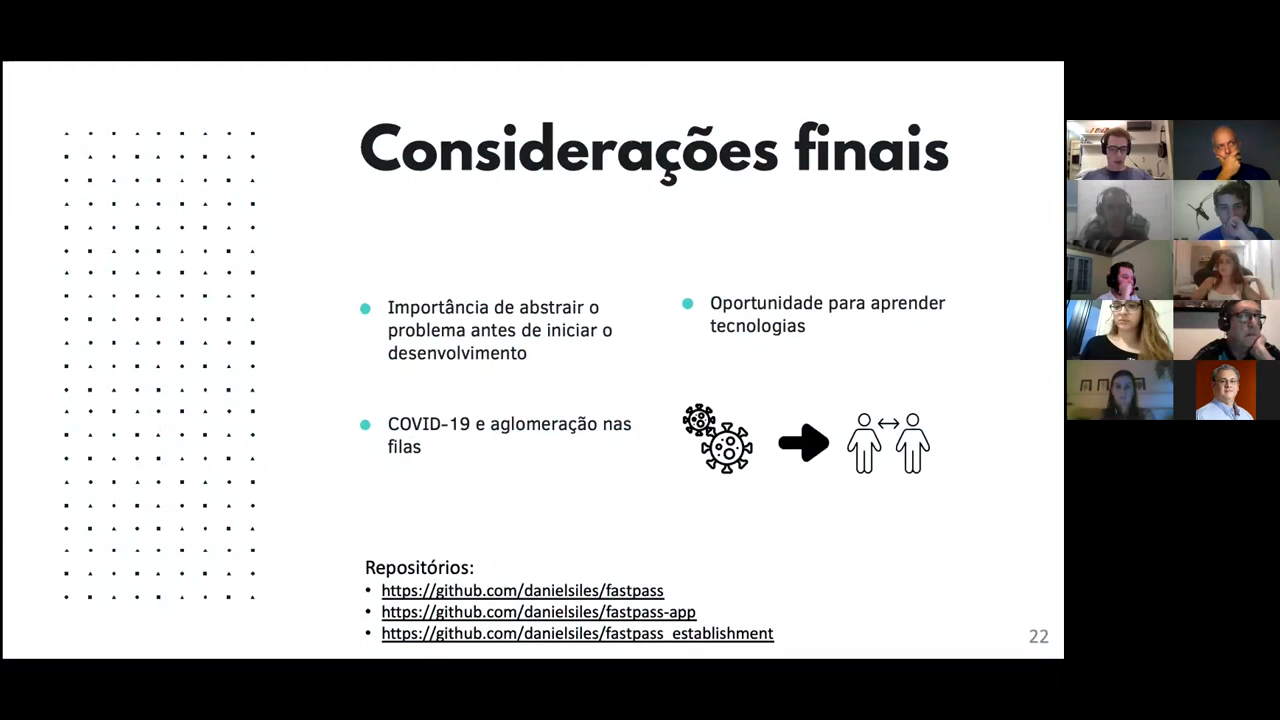 Considerações finais
Importância de abstrair o
problema antes de iniciar o
desenvolvimento
COVID-19 e aglomeração nas
filas
Oportunidade para aprender
tecnologias
Repositórios:
• https://github.com/danielsiles/fastpass
• https://github.com/danielsiles/fastpass-app
• https://github.com/danielsiles/fastpass_establishment
22